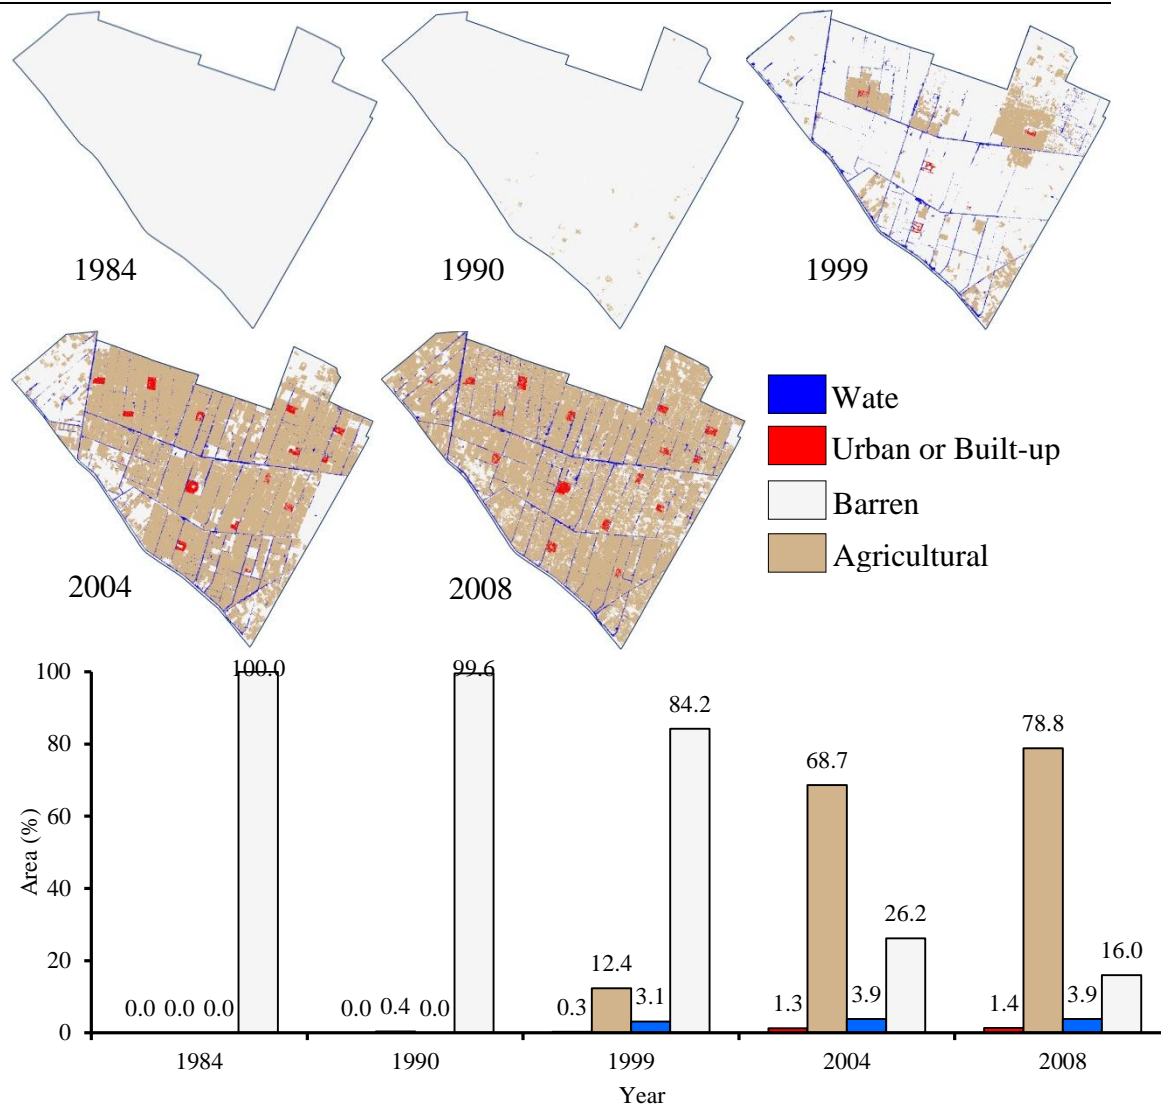 1984
1990
1999
2004
2008
Wate
Urban or Built-up
Barren
Agricultural
Area (%)
100
80
60
40
20
0
0.0 0.0 0.0 100.0
0.0 0.4 0.0 99.6
0.3 12.4 3.1 84.2
1.3 68.7 3.9 26.2
1.4 78.8 3.9 16.0
1984 1990 1999 2004 2008
Year